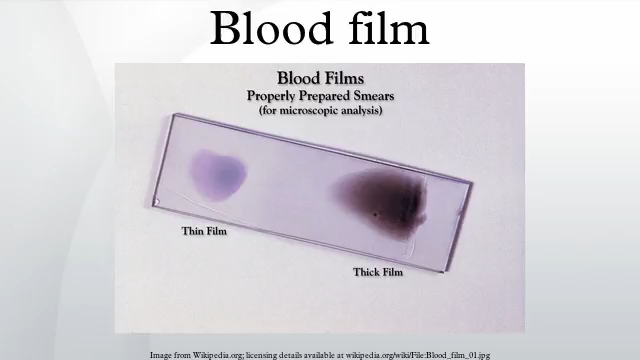 Blood film
Blood Films
Properly Prepared Smears
(for microscopic analysis)
Thin Film
Thick Film
Image from Wikipedia.org; licensing details available at wikipedia.org/wiki/File:Blood_film_01.jpg